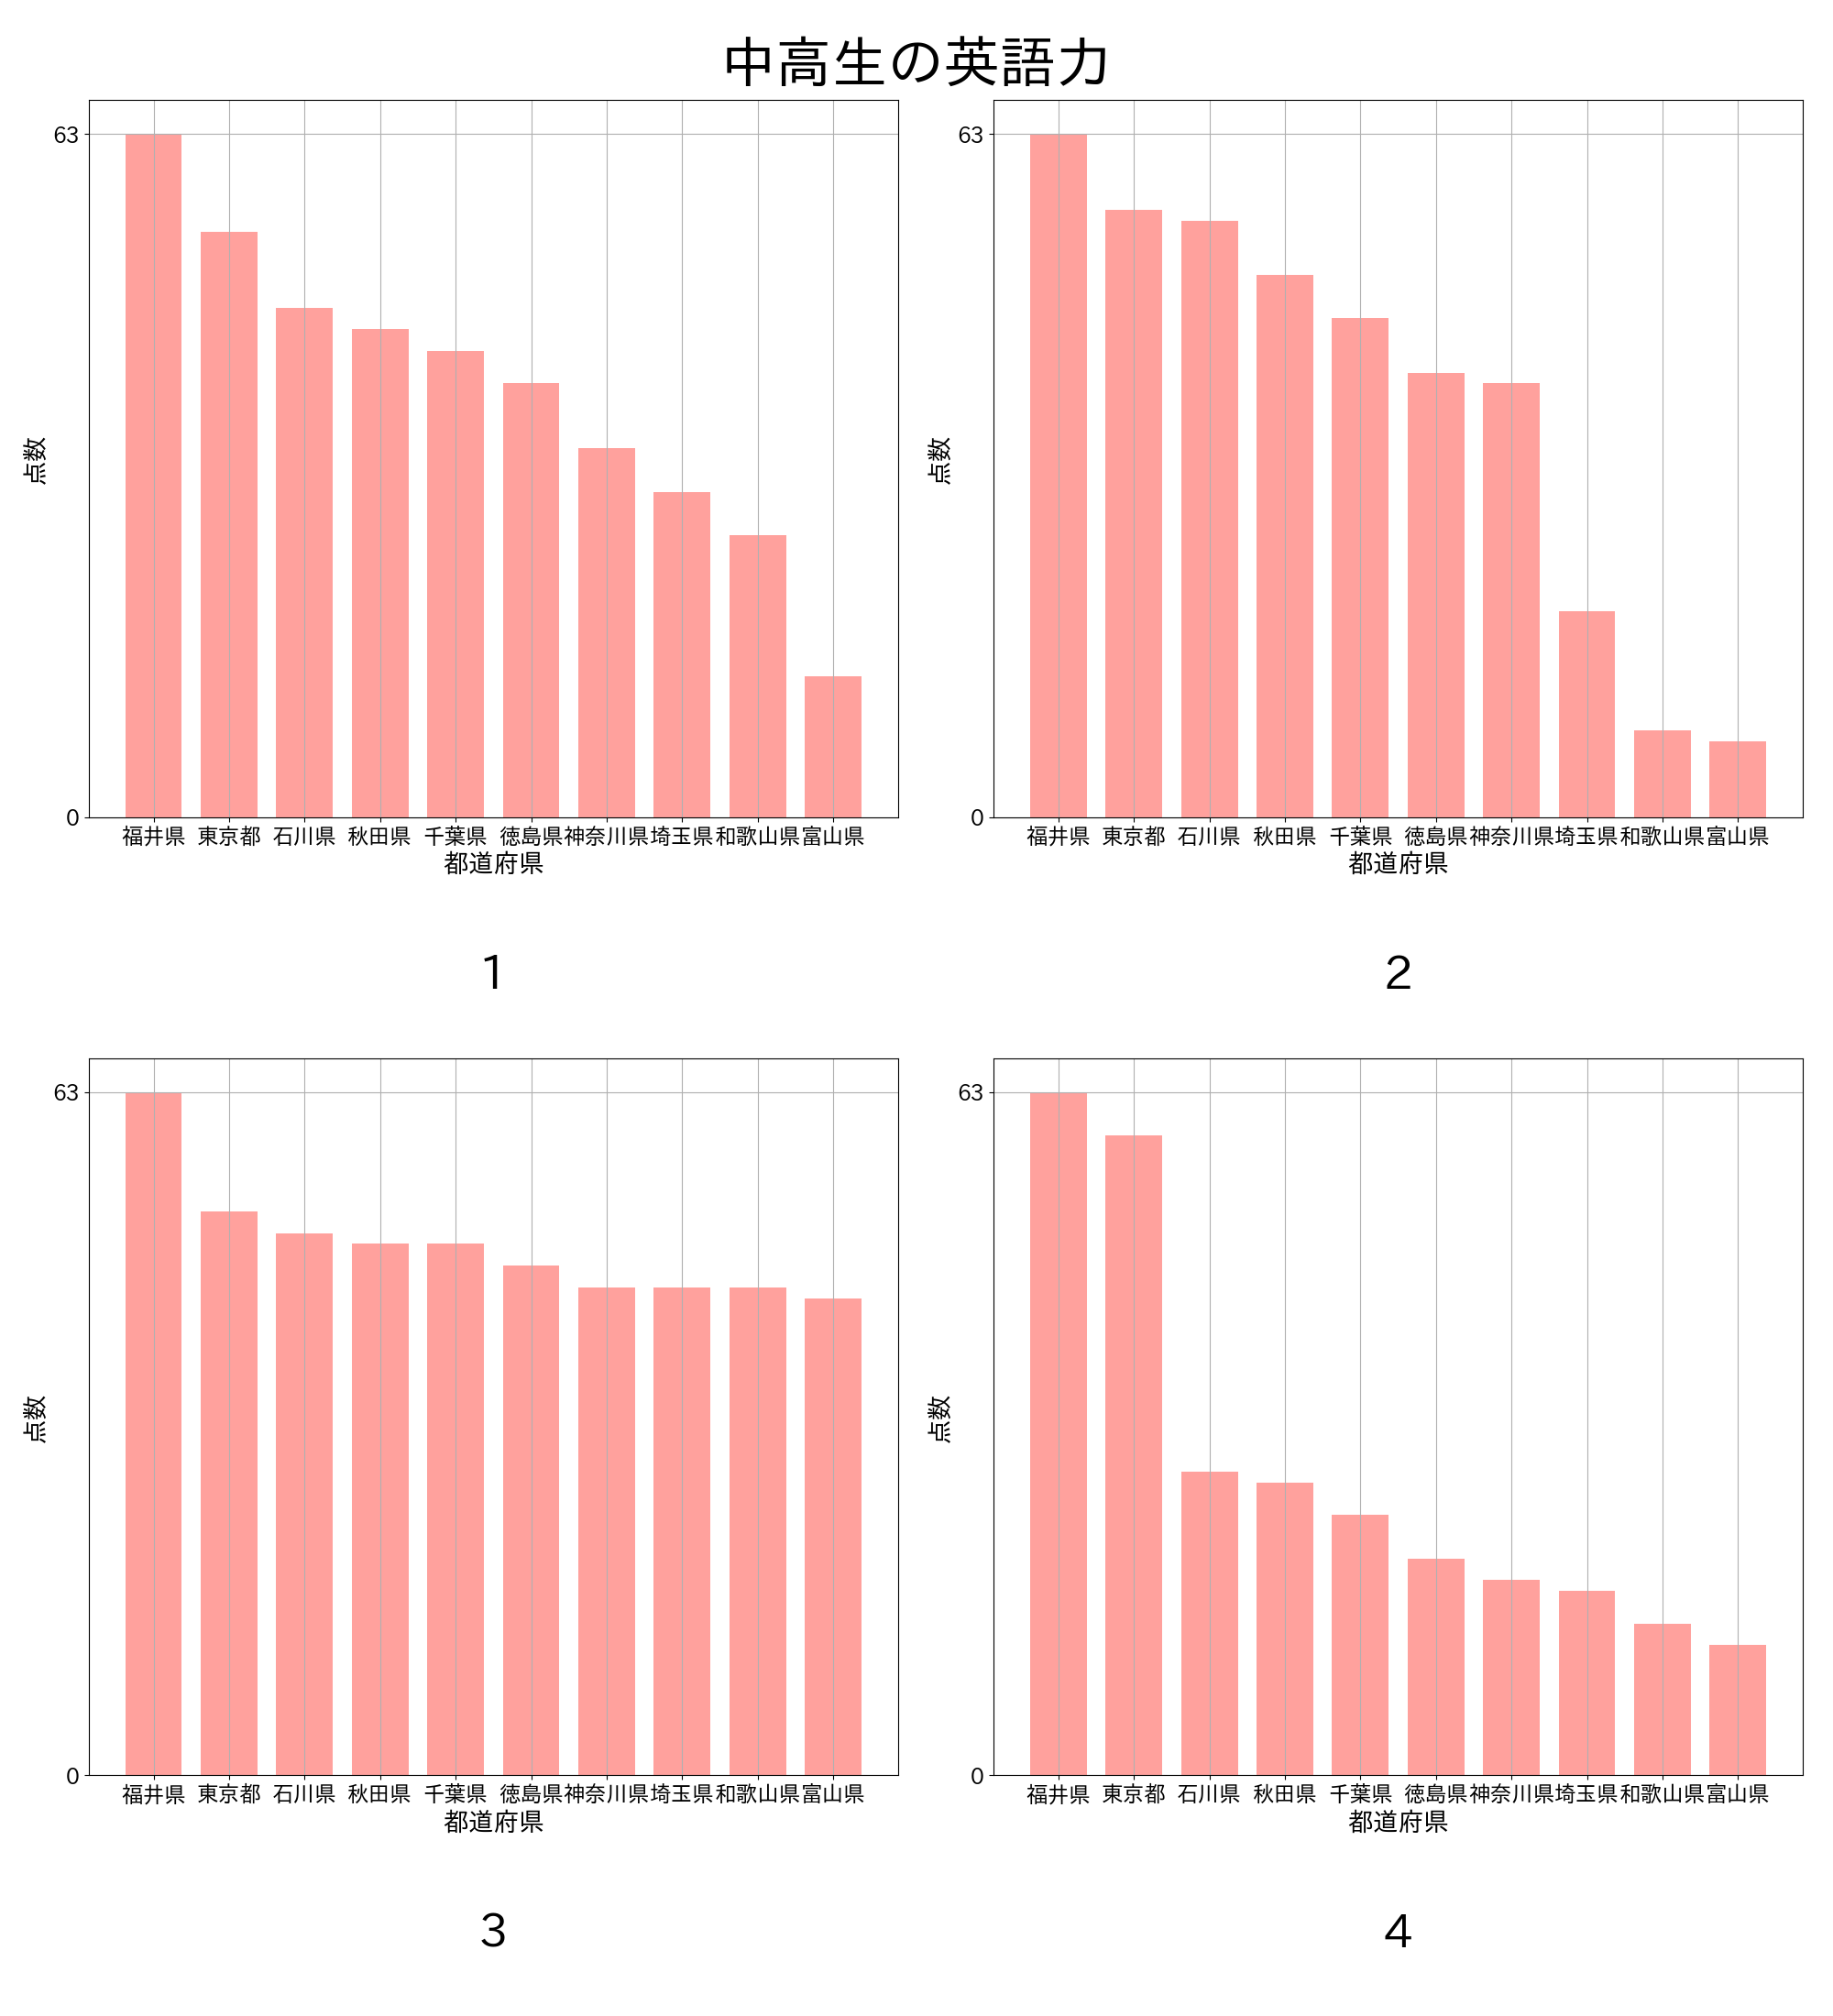 中高生の英語力
63
0
点数
福井県 東京都 石川県 秋田県 千葉県 徳島県 神奈川県 埼玉県 和歌山県 富山県
都道府県
1
63
0
点数
福井県 東京都 石川県 秋田県 千葉県 徳島県 神奈川県 埼玉県 和歌山県 富山県
都道府県
2
63
0
点数
福井県 東京都 石川県 秋田県 千葉県 徳島県 神奈川県 埼玉県 和歌山県 富山県
都道府県
3
63
0
点数
福井県 東京都 石川県 秋田県 千葉県 徳島県 神奈川県 埼玉県 和歌山県 富山県
都道府県
4